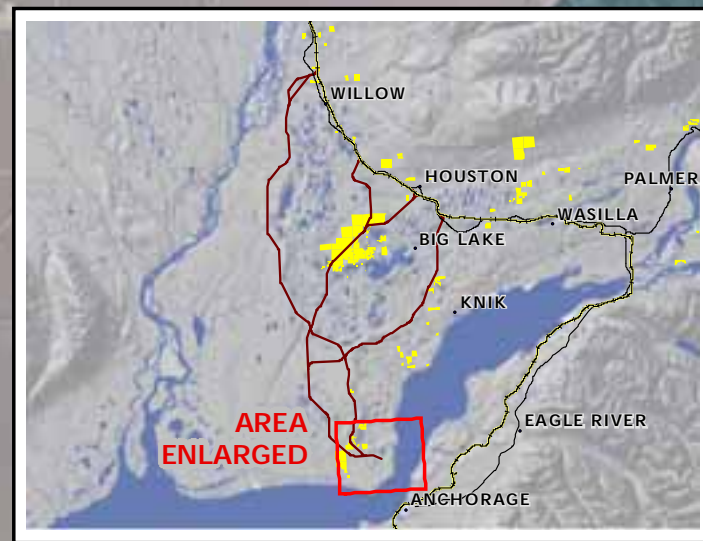 WILLOW
HOUSTON
PALMER
WASILLA
BIG LAKE
KNIK
AREA
ENLARGED
EAGLE RIVER
ANCHORAGE